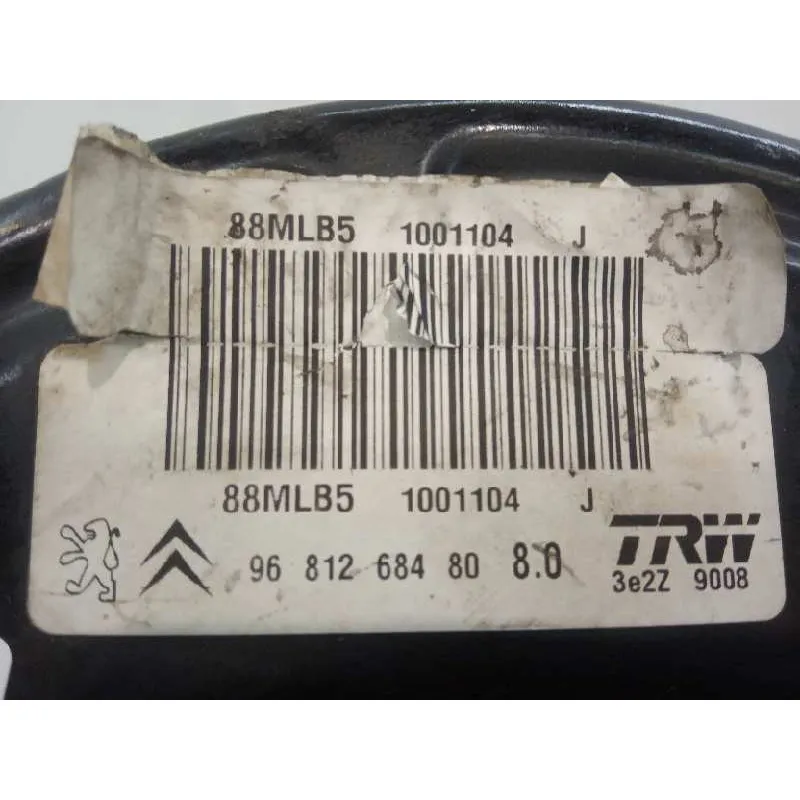 88MLB5 1001104 J
88MLB5 1001104 J
96 812 684 80 8.0
TRW
3e2Z 9008